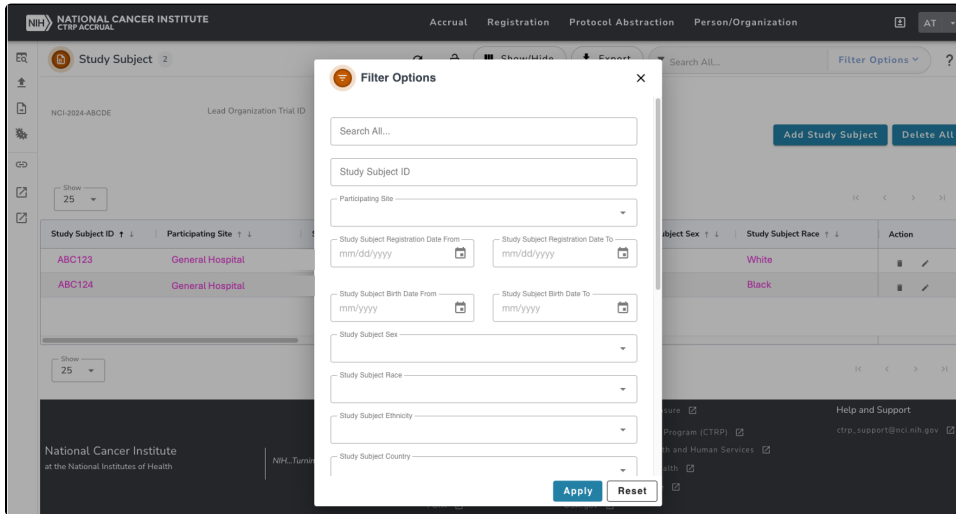 NIH NATIONAL CANCER INSTITUTE
CTRP ACCRUAL
Accrual Registration Protocol Abstraction Person/Organization
AT
Study Subject 2
Show/Hide
Export
Search All...
Filter Options
?
NCI-2024-ABCDE
Lead Organization Trial ID
Add Study Subject
Delete All
Show
25
Study Subject ID
Participating Site
Study Subject Race
Action
ABC123 General Hospital White
ABC124 General Hospital Black
Filter Options
Search All...
Study Subject ID
Participating Site
Study Subject Registration Date From
mm/dd/yyyy
Study Subject Registration Date To
mm/dd/yyyy
Study Subject Birth Date From
mm/yyyy
Study Subject Birth Date To
mm/yyyy
Study Subject Sex
Study Subject Race
Study Subject Ethnicity
Study Subject Country
Apply
Reset
Show
25
National Cancer Institute
at the National Institutes of Health
NIH...Turnin
Program (CTRP)
and Human Services
Help and Support
ctrp_support@nci.nih.gov